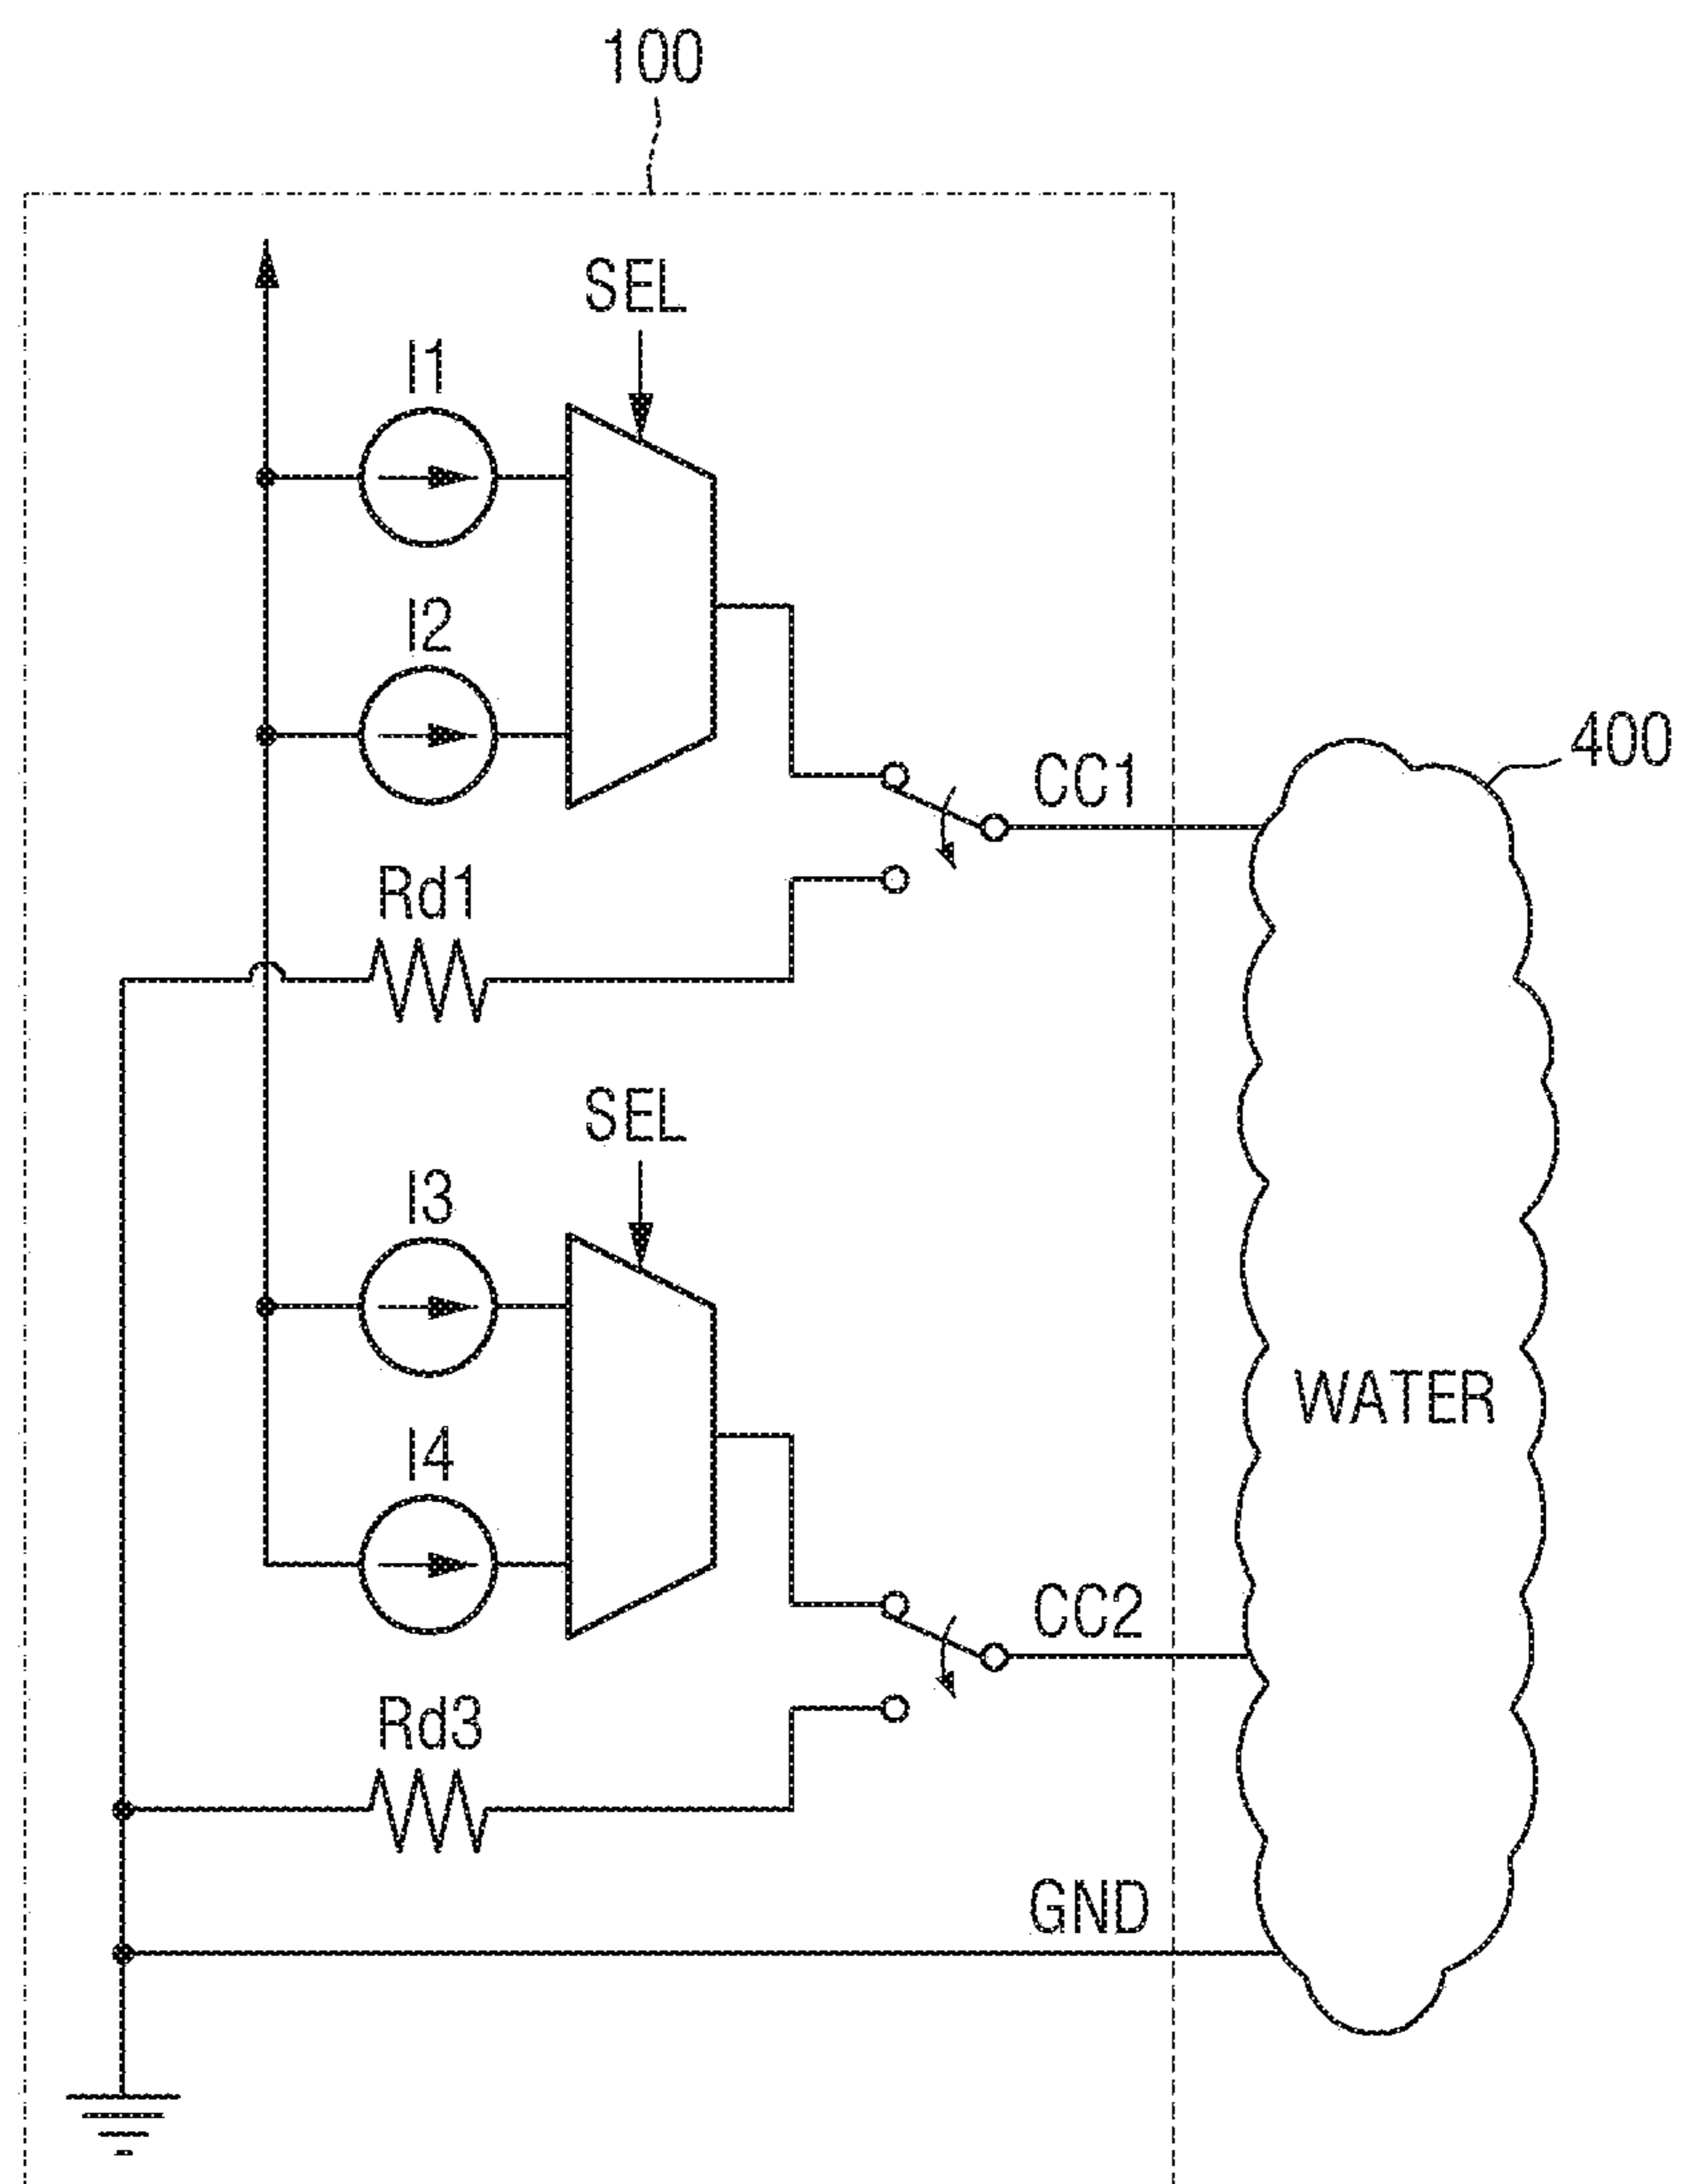 100
SEL
I1
I2
CC1
400
Rd1
SEL
I3
WATER
I4
CC2
Rd3
GND